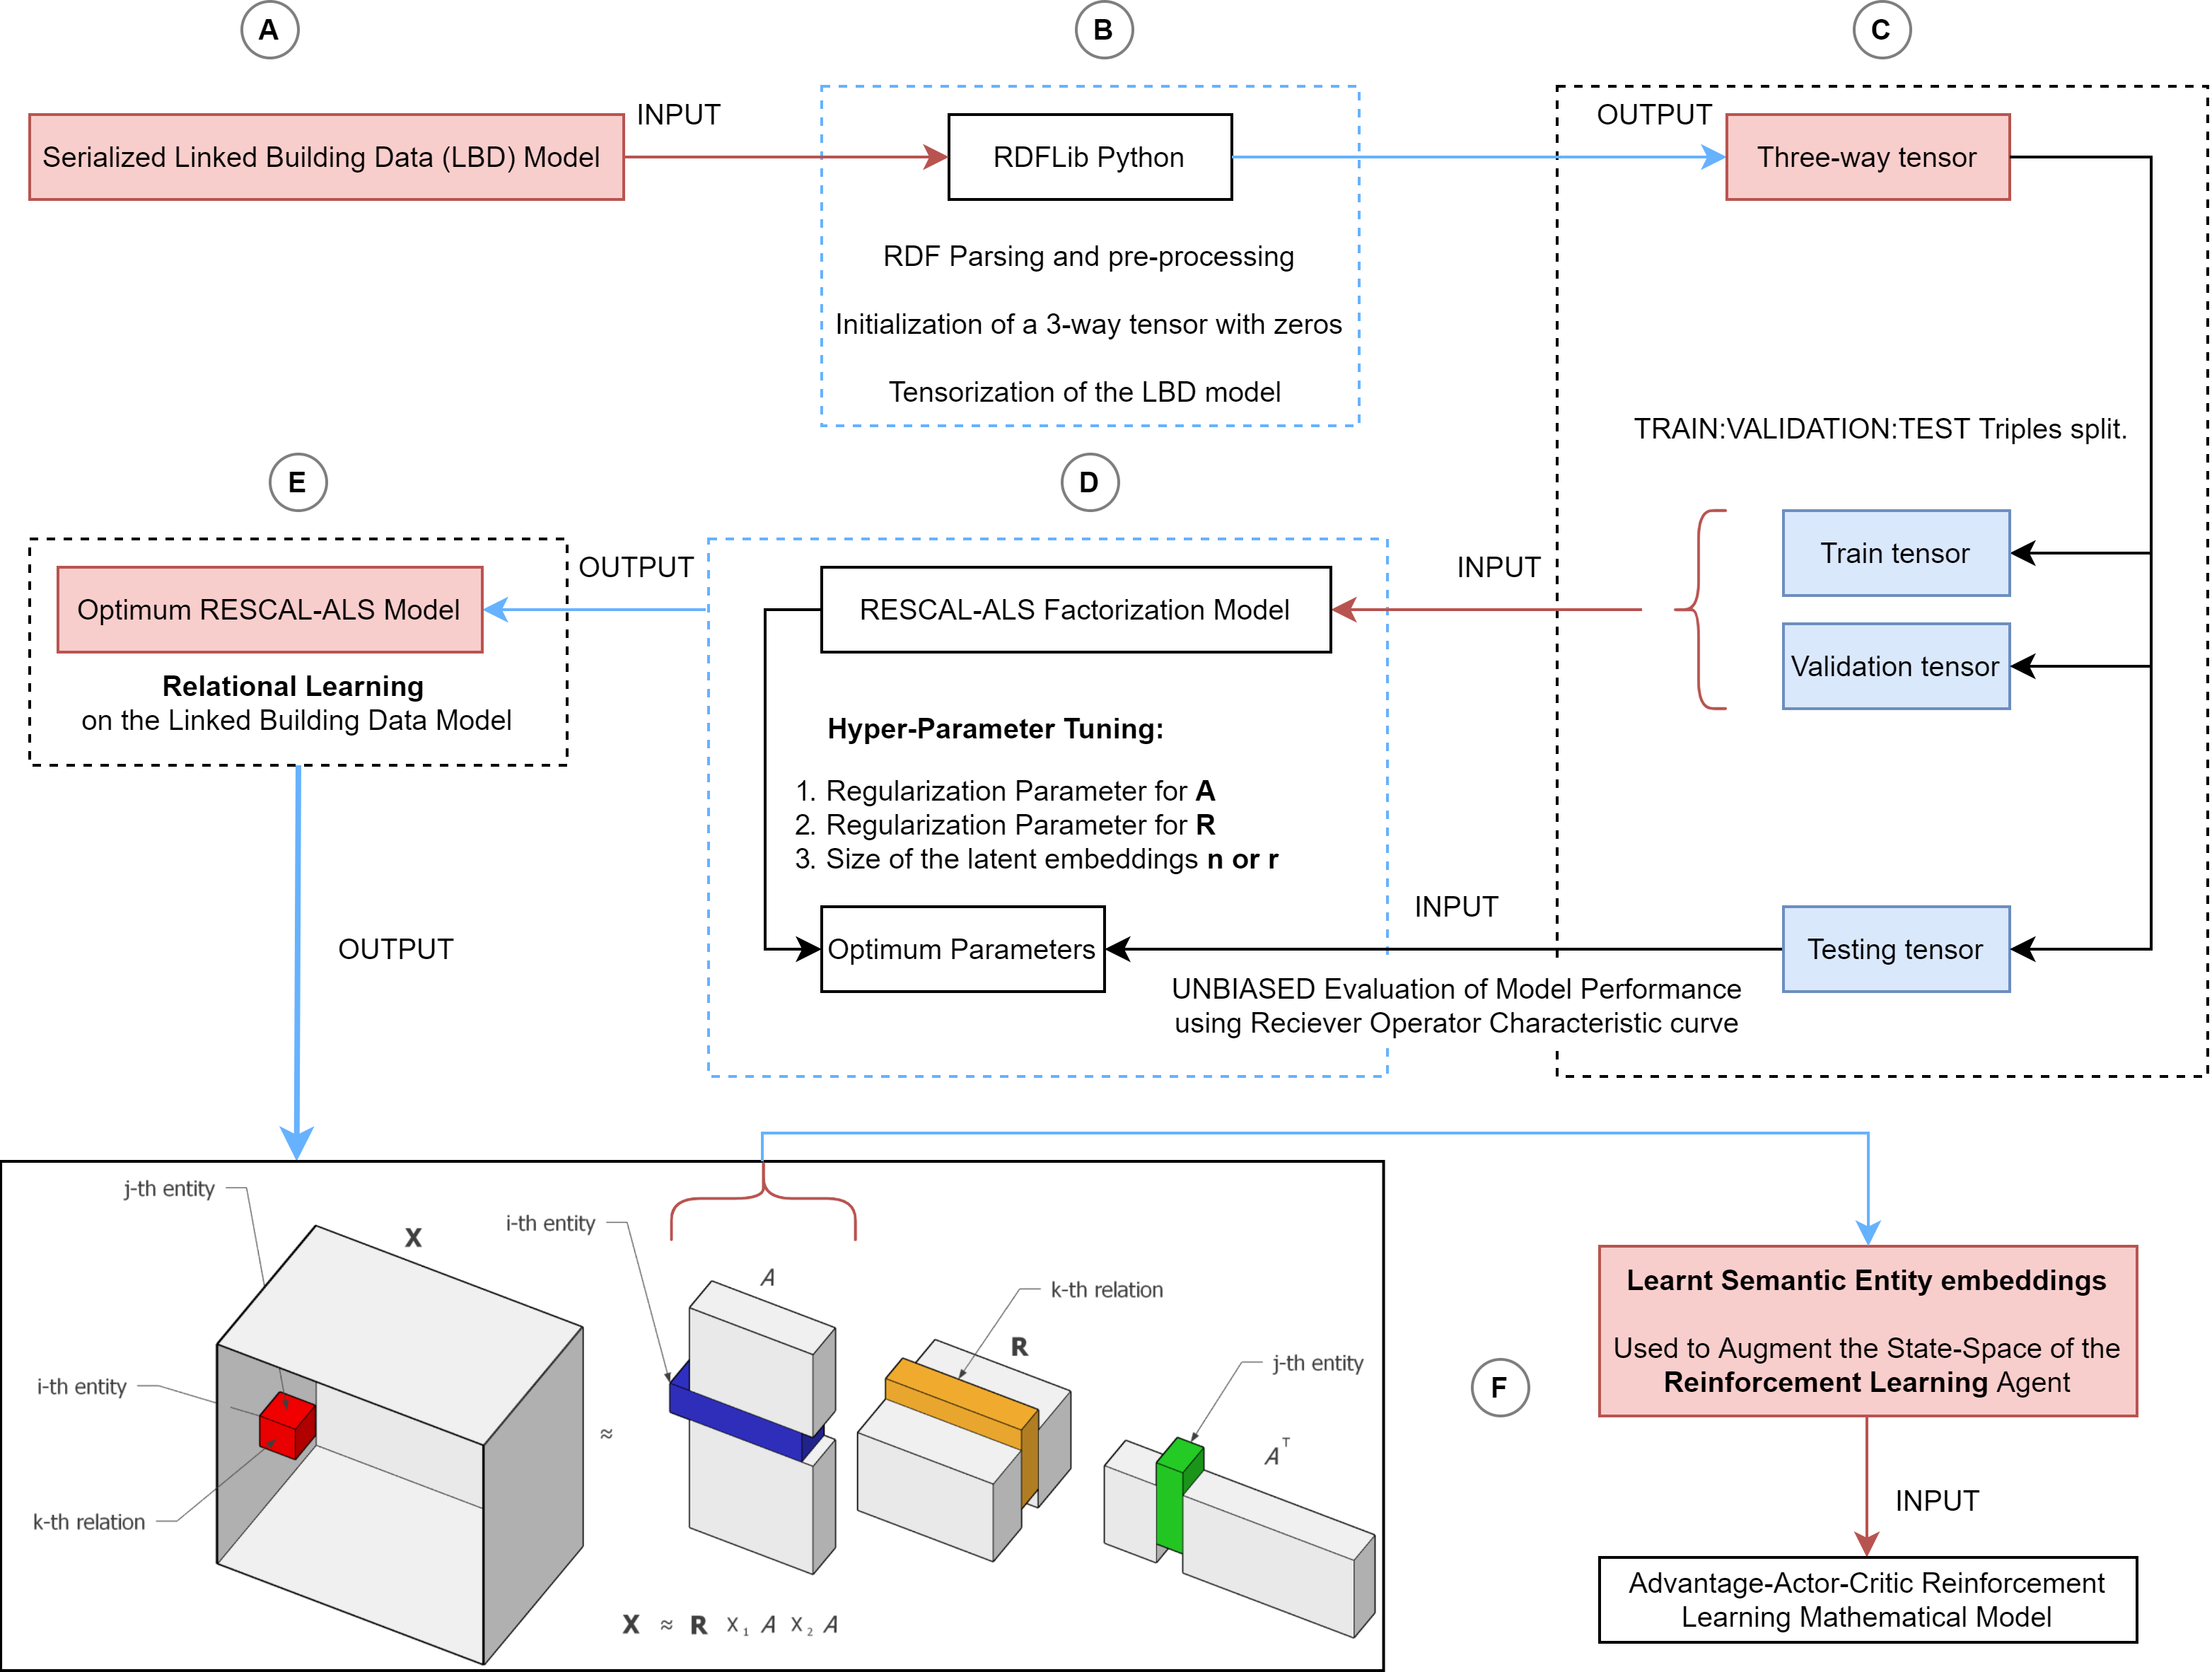 A
B
C
Serialized Linked Building Data (LBD) Model
INPUT
RDFLib Python
RDF Parsing and pre-processing
Initialization of a 3-way tensor with zeros
Tensorization of the LBD model
OUTPUT
Three-way tensor
TRAIN:VALIDATION:TEST Triples split.
Train tensor
Validation tensor
Testing tensor
E
D
Optimum RESCAL-ALS Model
Relational Learning
on the Linked Building Data Model
OUTPUT
RESCAL-ALS Factorization Model
INPUT
Hyper-Parameter Tuning:
1. Regularization Parameter for A
2. Regularization Parameter for R
3. Size of the latent embeddings n or r
Optimum Parameters
INPUT
UNBIASED Evaluation of Model Performance
using Reciever Operator Characteristic curve
OUTPUT
j-th entity
X
i-th entity
k-th relation
≈
i-th entity
A
k-th relation
R
j-th entity
A^T
X ≈ R X₁ A X₂ A
F
Learnt Semantic Entity embeddings
Used to Augment the State-Space of the
Reinforcement Learning Agent
INPUT
Advantage-Actor-Critic Reinforcement
Learning Mathematical Model